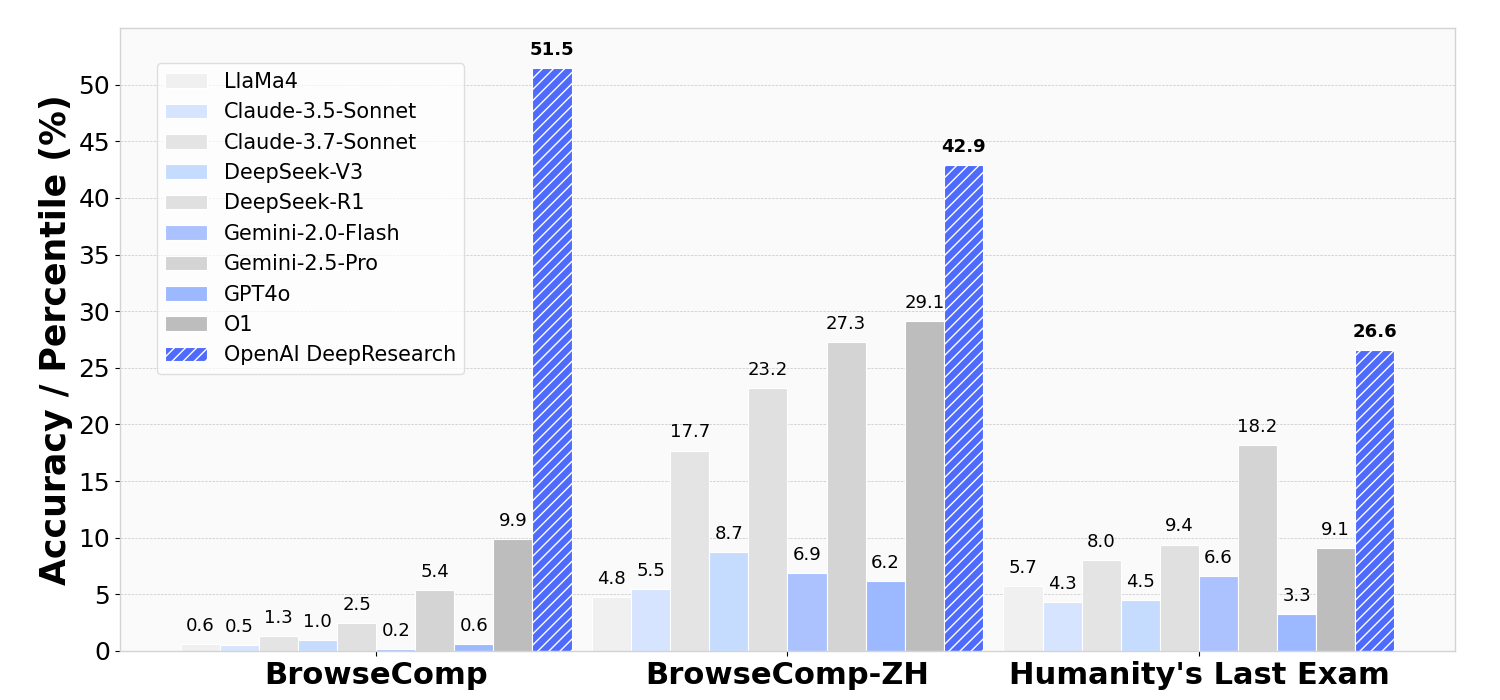 Accuracy / Percentile (%)
50
45
40
35
30
25
20
15
10
5
0
LlaMa4
Claude-3.5-Sonnet
Claude-3.7-Sonnet
DeepSeek-V3
DeepSeek-R1
Gemini-2.0-Flash
Gemini-2.5-Pro
GPT4o
O1
OpenAI DeepResearch
0.6 0.5 1.3 1.0 2.5 0.2 5.4 0.6 9.9 51.5
4.8 5.5 17.7 8.7 23.2 6.9 27.3 6.2 29.1 42.9
5.7 4.3 8.0 4.5 9.4 6.6 18.2 3.3 9.1 26.6
BrowseComp BrowseComp-ZH Humanity's Last Exam